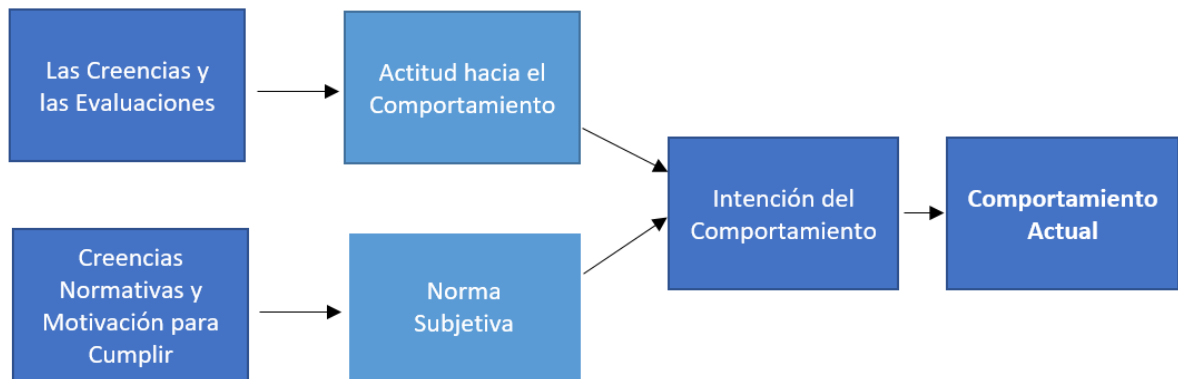 Las Creencias y
las Evaluaciones
Actitud hacia el
Comportamiento
Intención del
Comportamiento
Comportamiento
Actual
Creencias
Normativas y
Motivación para
Cumplir
Norma
Subjetiva